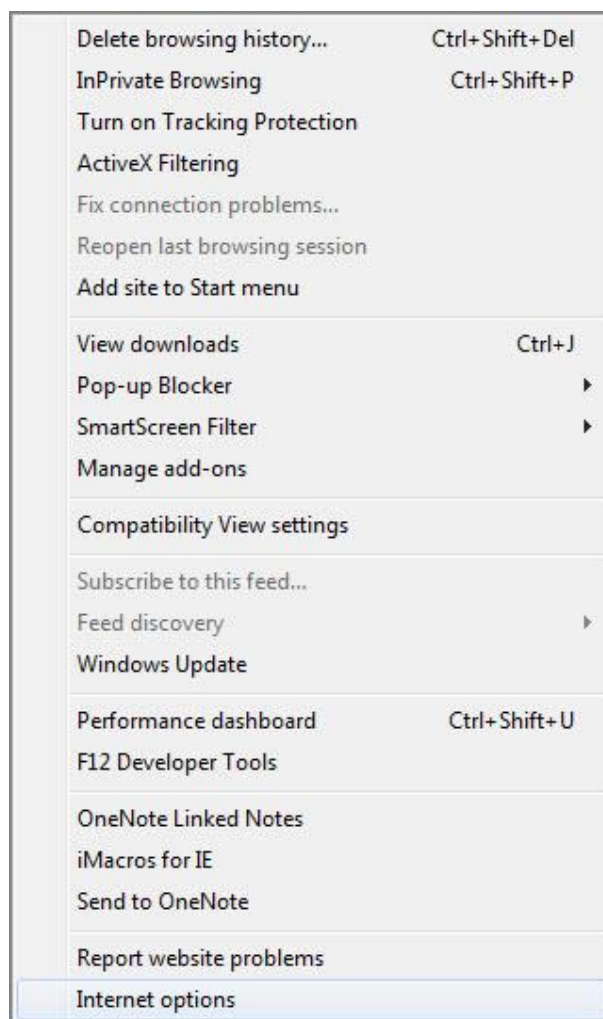 Delete browsing history... Ctrl+Shift+Del
InPrivate Browsing Ctrl+Shift+P
Turn on Tracking Protection
ActiveX Filtering
Fix connection problems...
Reopen last browsing session
Add site to Start menu
View downloads Ctrl+J
Pop-up Blocker
SmartScreen Filter
Manage add-ons
Compatibility View settings
Subscribe to this feed...
Feed discovery
Windows Update
Performance dashboard Ctrl+Shift+U
F12 Developer Tools
OneNote Linked Notes
iMacros for IE
Send to OneNote
Report website problems
Internet options